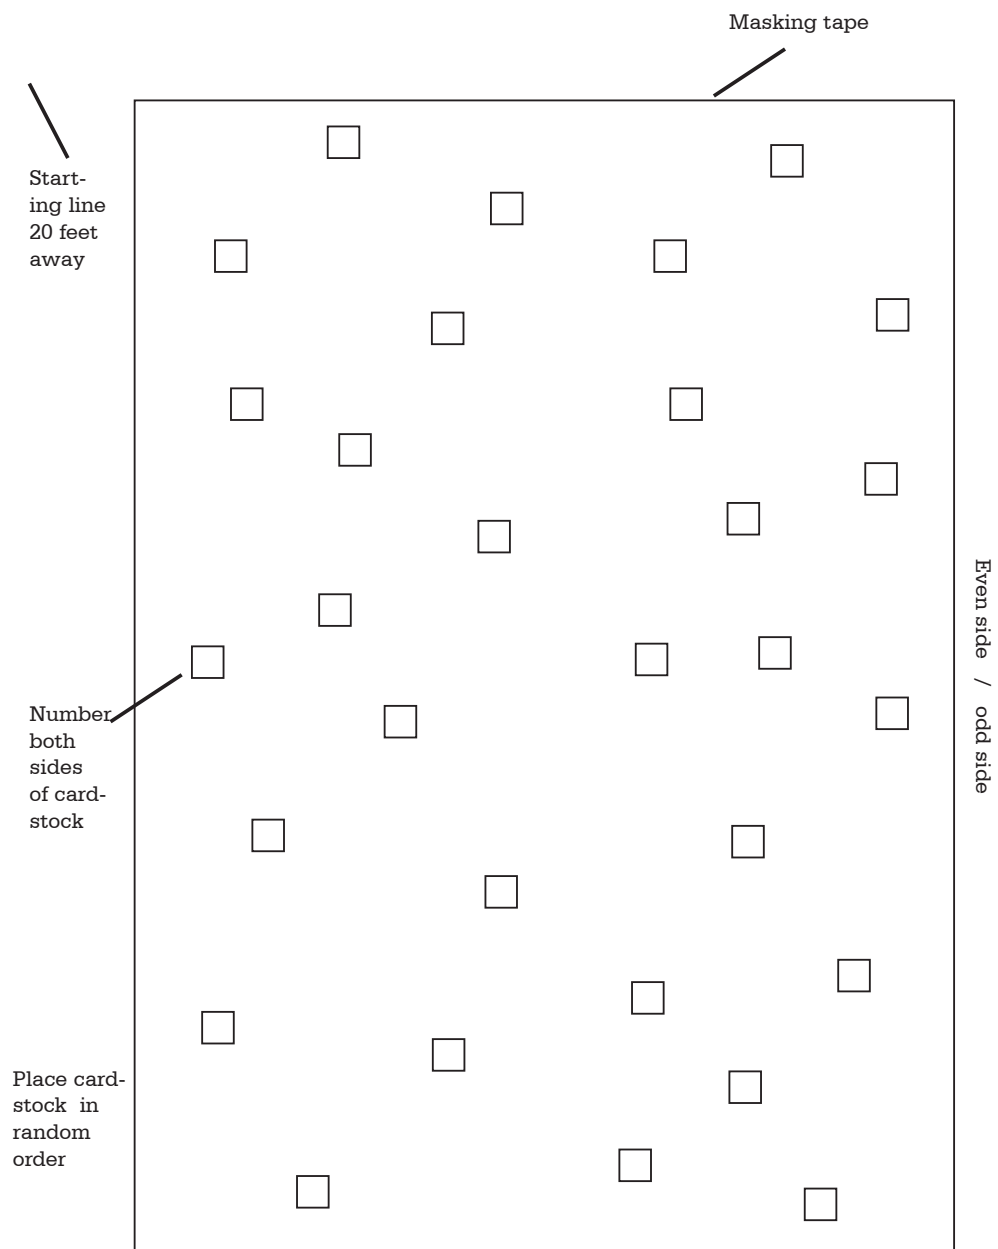 Masking tape
Start-
ing line
20 feet
away
Even side / odd side
Number
both
sides
of card-
stock
Place card-
stock in
random
order